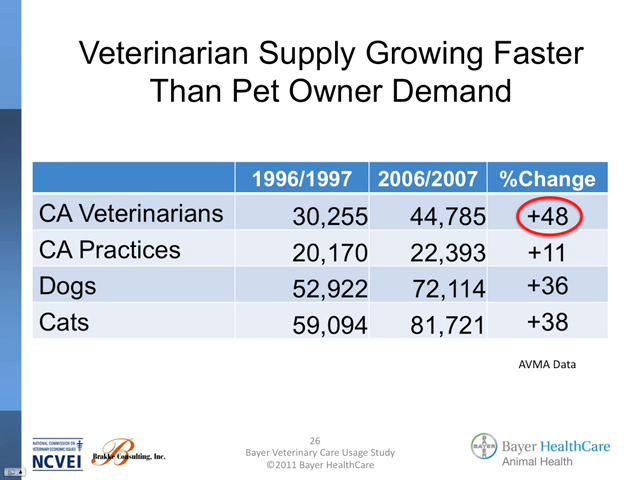 Veterinarian Supply Growing Faster
Than Pet Owner Demand
1996/1997 2006/2007 %Change
CA Veterinarians 30,255 44,785 +48
CA Practices 20,170 22,393 +11
Dogs 52,922 72,114 +36
Cats 59,094 81,721 +38
AVMA Data
NATIONAL COMMISSION ON
VETERINARY ECONOMIC ISSUES
NCVEI
Brakke Consulting, Inc.
26
Bayer Veterinary Care Usage Study
©2011 Bayer HealthCare
BAYER
Bayer HealthCare
Animal Health